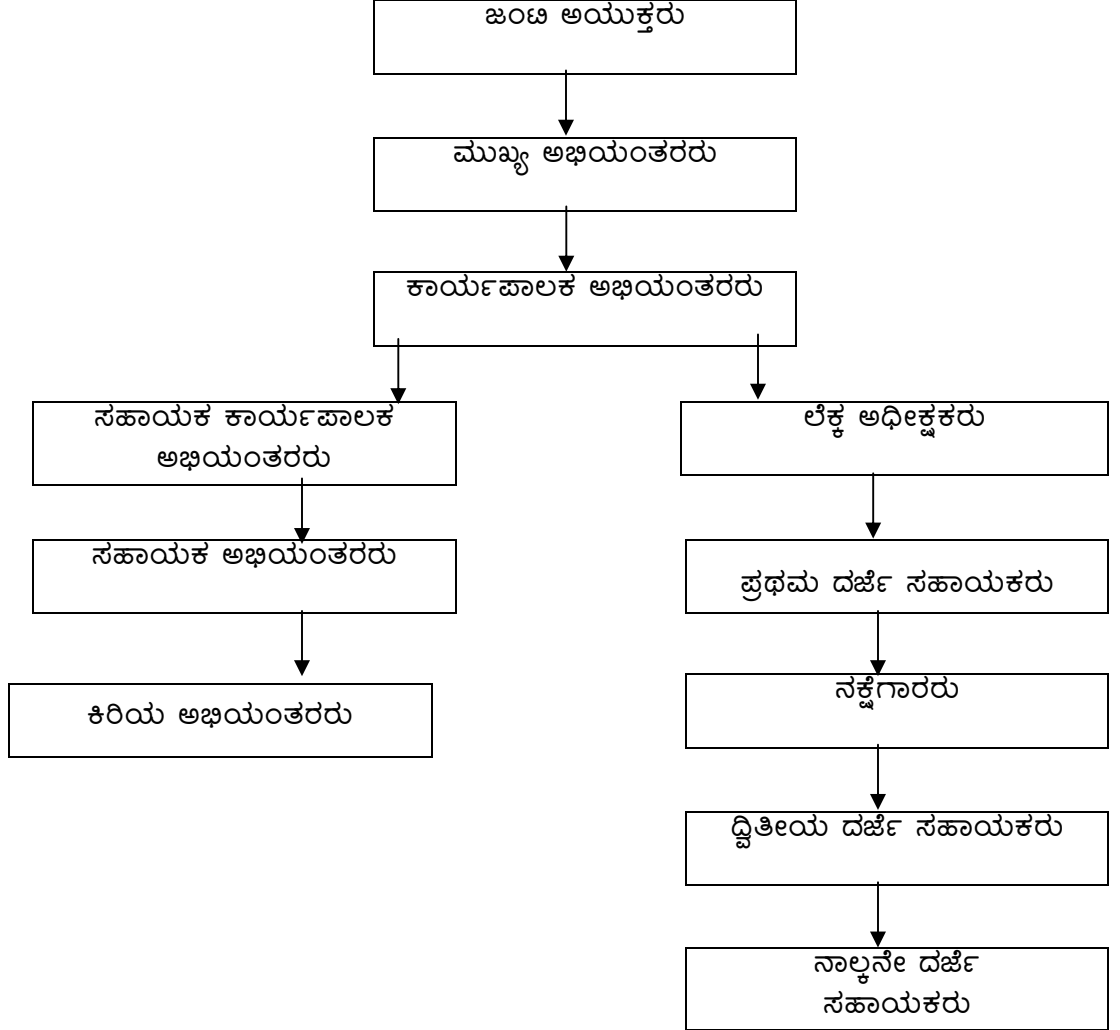 ಜಂಟಿ ಅಯುಕ್ತರು
ಮುಖ್ಯ ಅಭಿಯಂತರರು
ಕಾರ್ಯಪಾಲಕ ಅಭಿಯಂತರರು
ಸಹಾಯಕ ಕಾರ್ಯಪಾಲಕ
ಅಭಿಯಂತರರು
ಲೆಕ್ಕ ಅಧೀಕ್ಷಕರು
ಸಹಾಯಕ ಅಭಿಯಂತರರು
ಪ್ರಥಮ ದರ್ಜೆ ಸಹಾಯಕರು
ಕಿರಿಯ ಅಭಿಯಂತರರು
ನಕ್ಷೆಗಾರರು
ದ್ವಿತೀಯ ದರ್ಜೆ ಸಹಾಯಕರು
ನಾಲ್ಕನೇ ದರ್ಜೆ
ಸಹಾಯಕರು